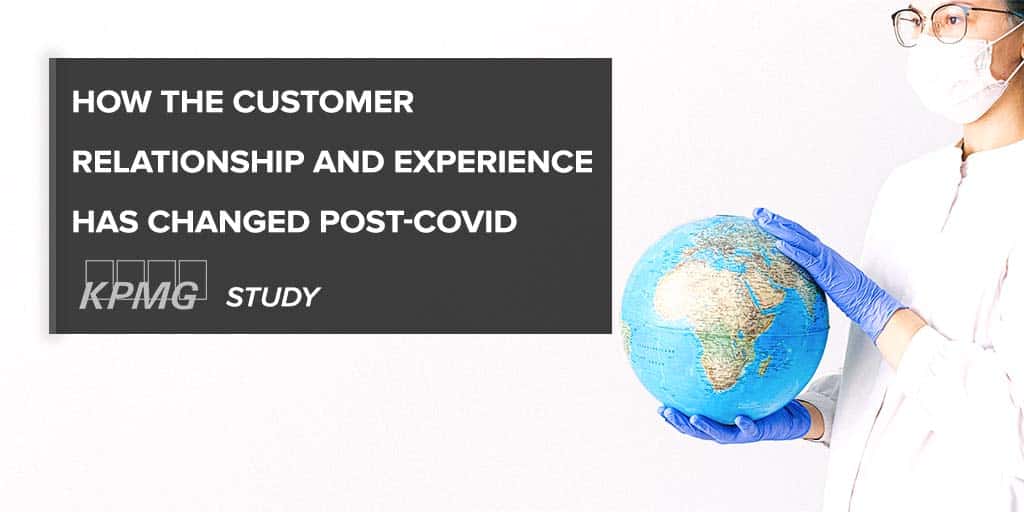 HOW THE CUSTOMER
RELATIONSHIP AND EXPERIENCE
HAS CHANGED POST-COVID
KPMG STUDY